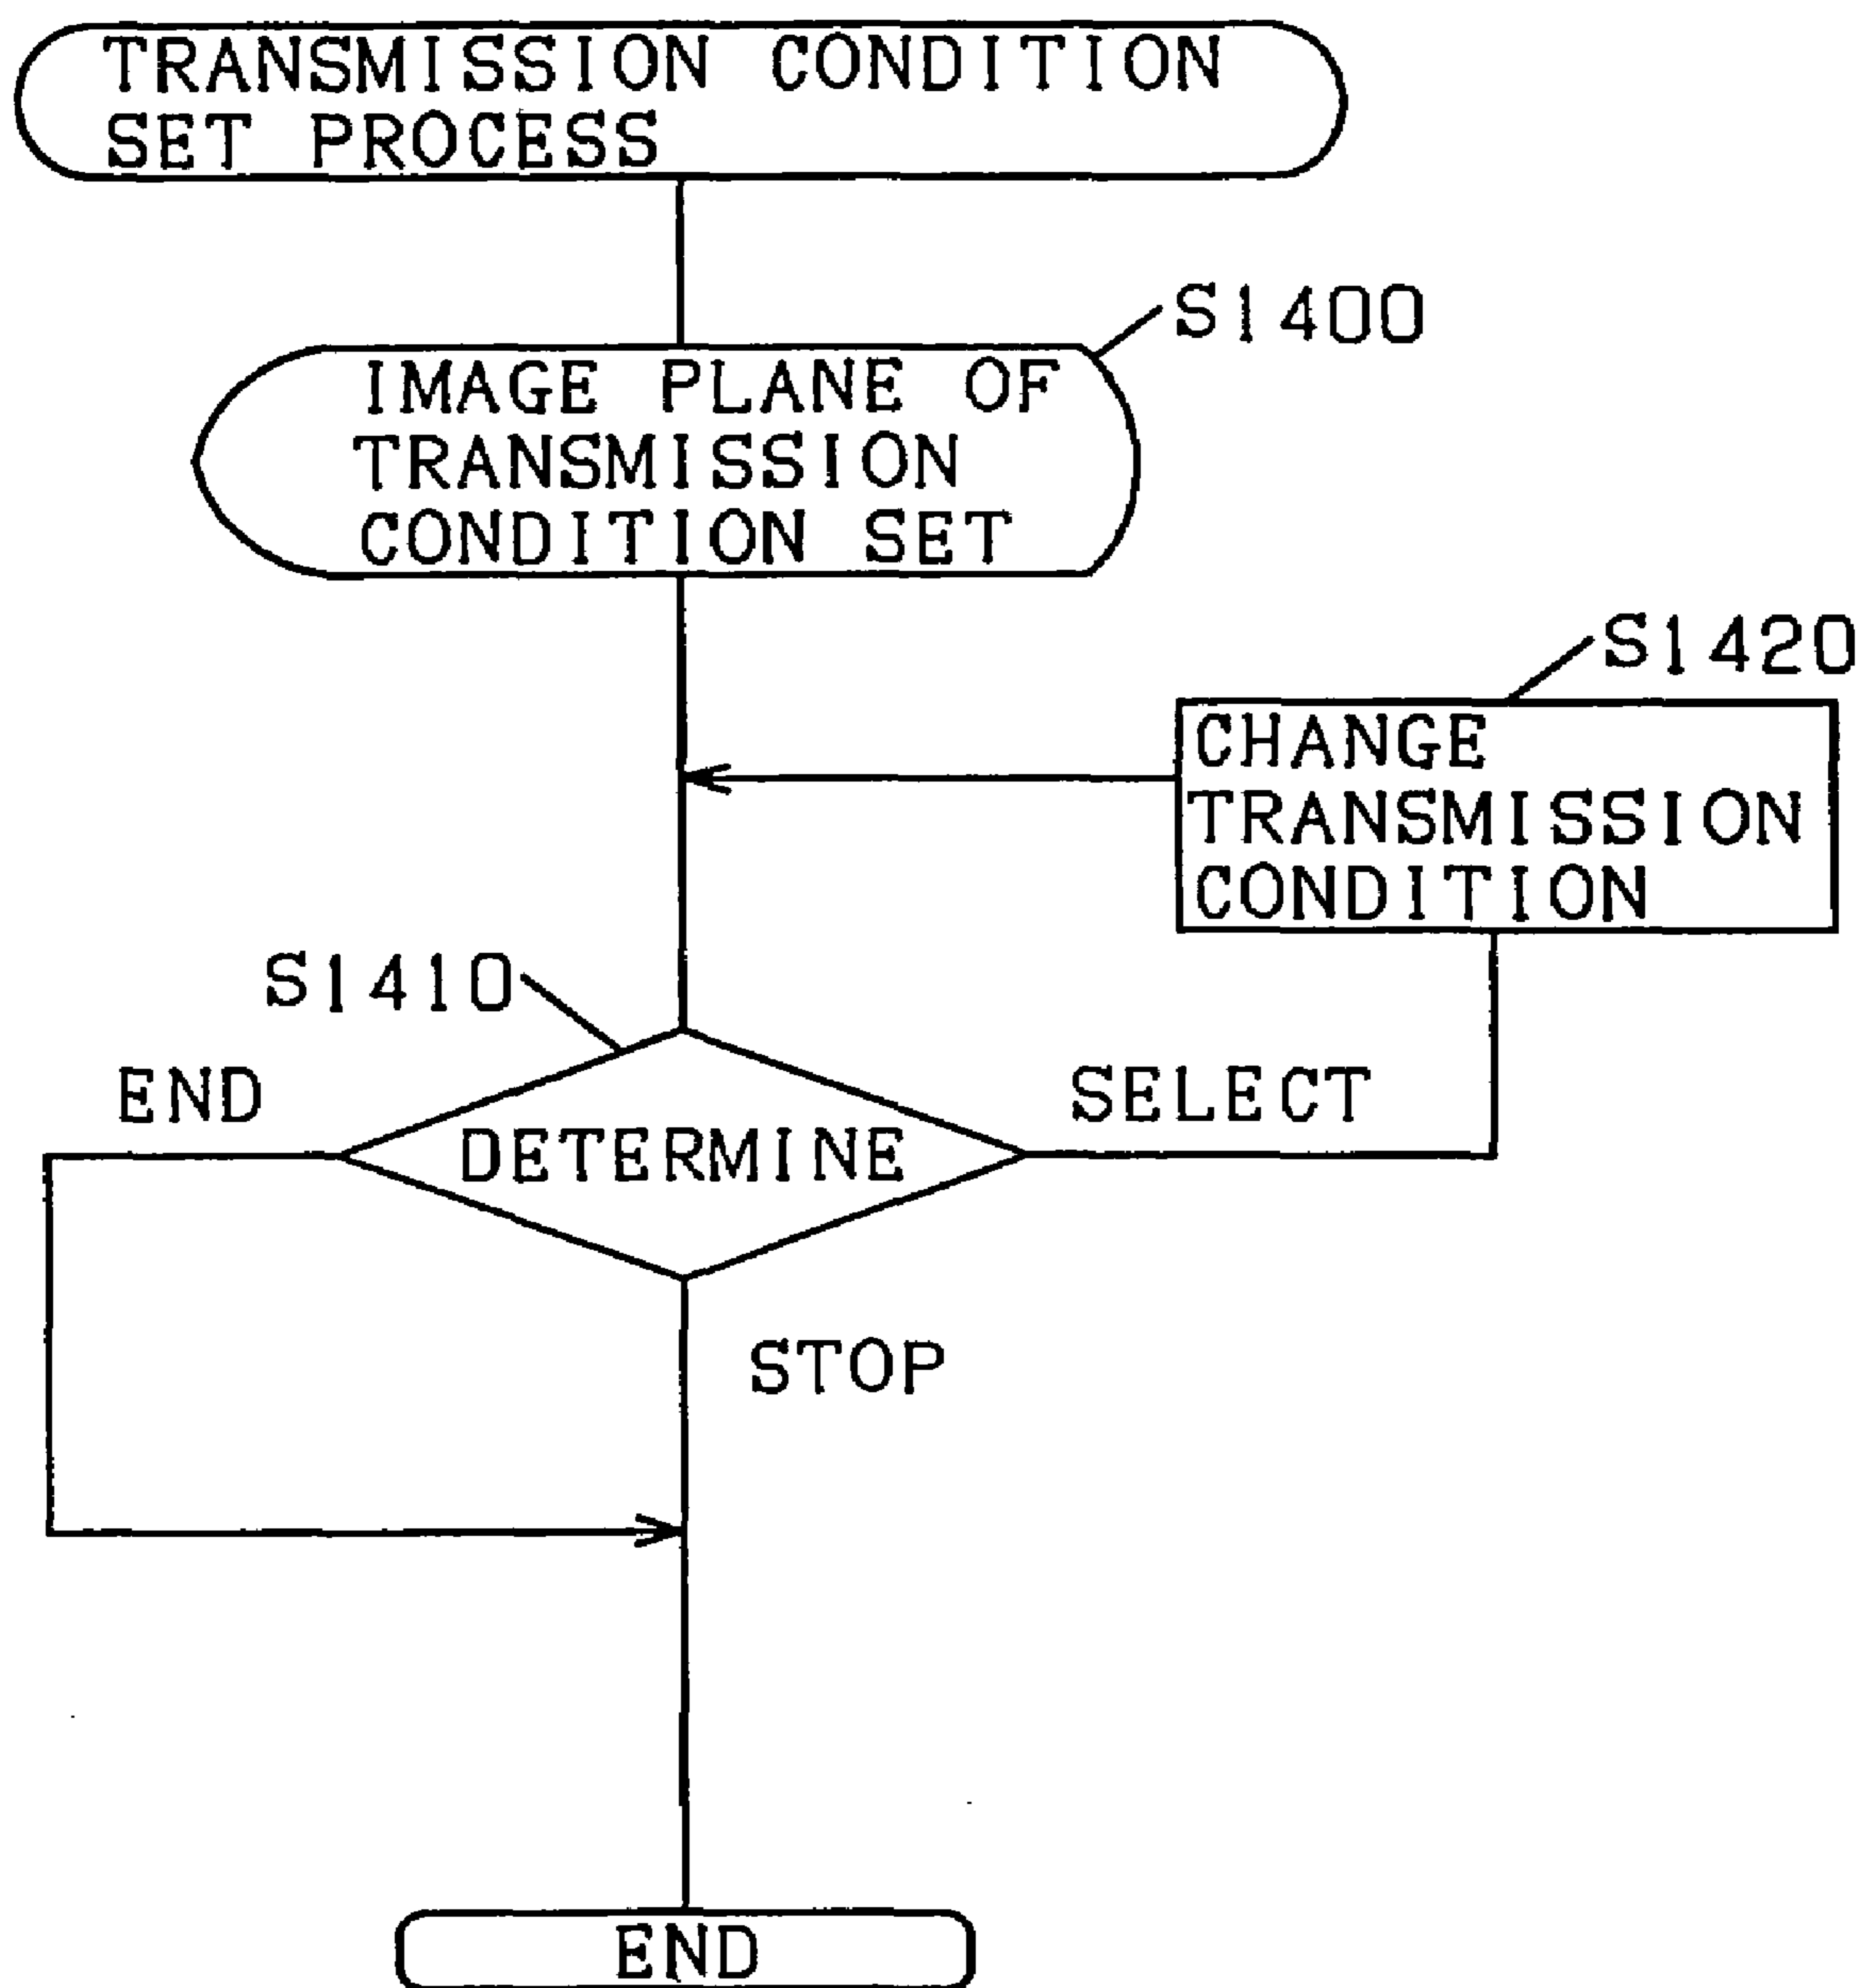 TRANSMISSION CONDITION
SET PROCESS
S1400
IMAGE PLANE OF
TRANSMISSION
CONDITION SET
S1420
CHANGE
TRANSMISSION
CONDITION
S1410
END
SELECT
DETERMINE
STOP
END